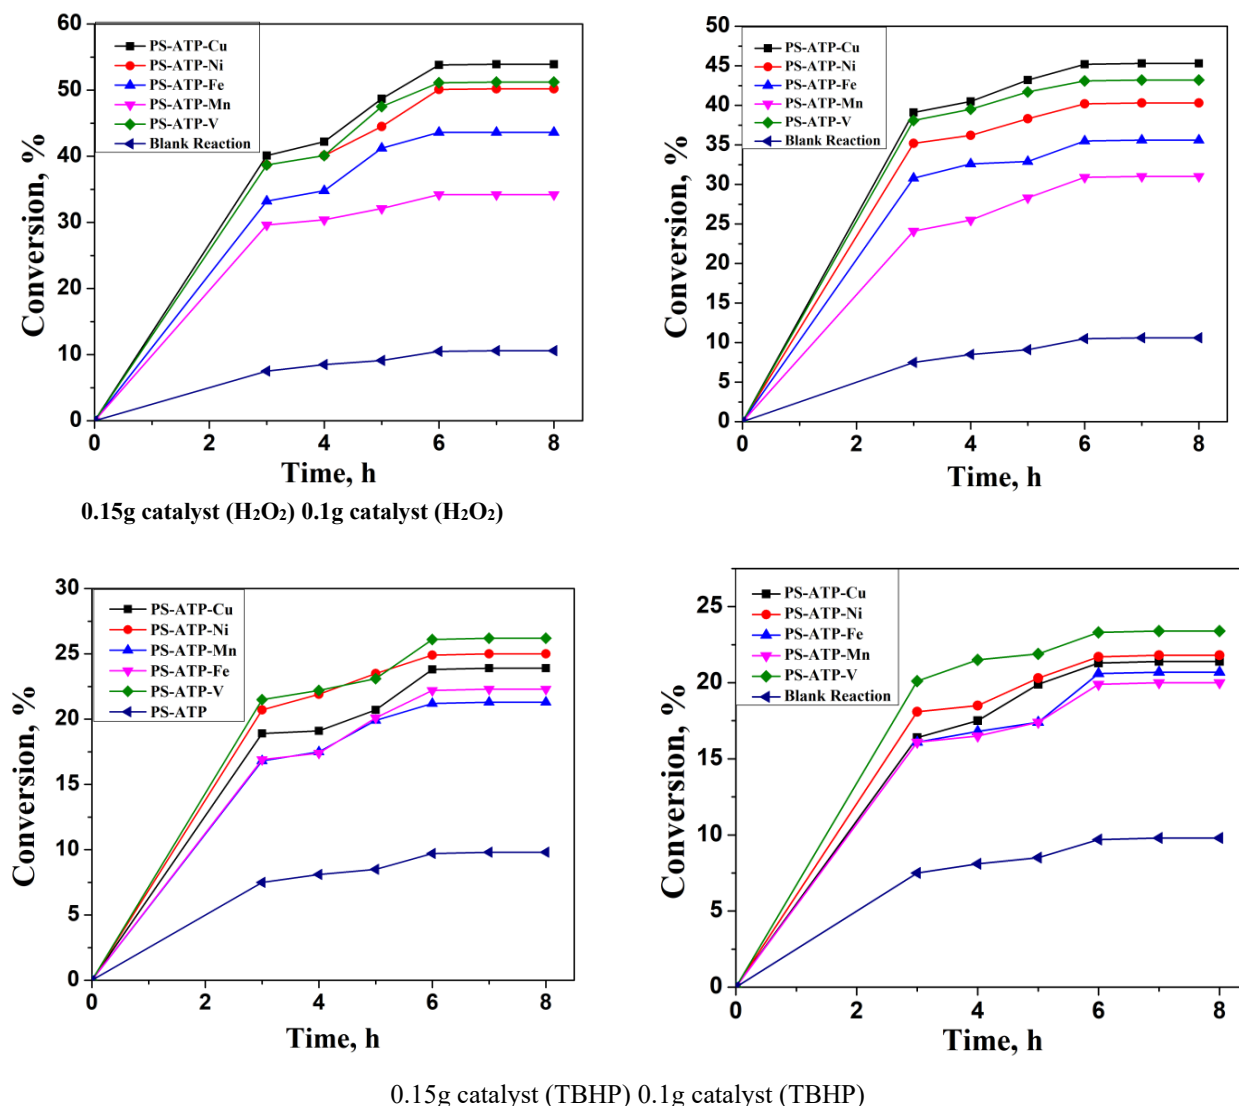 60
50
40
30
20
10
0
Conversion, %
PS-ATP-Cu
PS-ATP-Ni
PS-ATP-Fe
PS-ATP-Mn
PS-ATP-V
Blank Reaction
0 2 4 6 8
Time, h
50
45
40
35
30
25
20
15
10
5
0
Conversion, %
PS-ATP-Cu
PS-ATP-Ni
PS-ATP-Fe
PS-ATP-Mn
PS-ATP-V
Blank Reaction
0 2 4 6 8
Time, h
0.15g catalyst (H₂O₂) 0.1g catalyst (H₂O₂)
30
25
20
15
10
5
0
Conversion, %
PS-ATP-Cu
PS-ATP-Ni
PS-ATP-Mn
PS-ATP-Fe
PS-ATP-V
PS-ATP
0 2 4 6 8
Time, h
25
20
15
10
5
0
Conversion, %
PS-ATP-Cu
PS-ATP-Ni
PS-ATP-Fe
PS-ATP-Mn
PS-ATP-V
Blank Reaction
0 2 4 6 8
Time, h
0.15g catalyst (TBHP) 0.1g catalyst (TBHP)